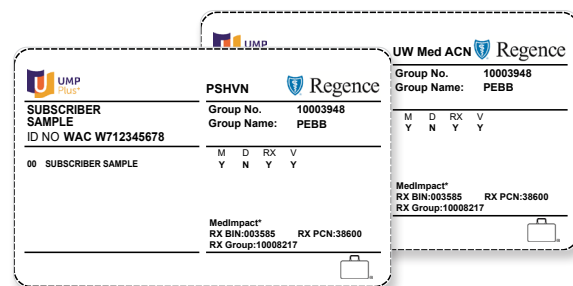 UMP
Plus
PSHVN
Regence
SUBSCRIBER
SAMPLE
ID NO WAC W712345678
Group No. 10003948
Group Name: PEBB
00 SUBSCRIBER SAMPLE
M D RX V
Y N Y Y
MedImpact*
RX BIN:003585 RX PCN:38600
RX Group:10008217
UMP
UW Med ACN Regence
Group No. 10003948
Group Name: PEBB
M D RX V
Y N Y Y
MedImpact*
RX BIN:003585 RX PCN:38600
RX Group:10008217